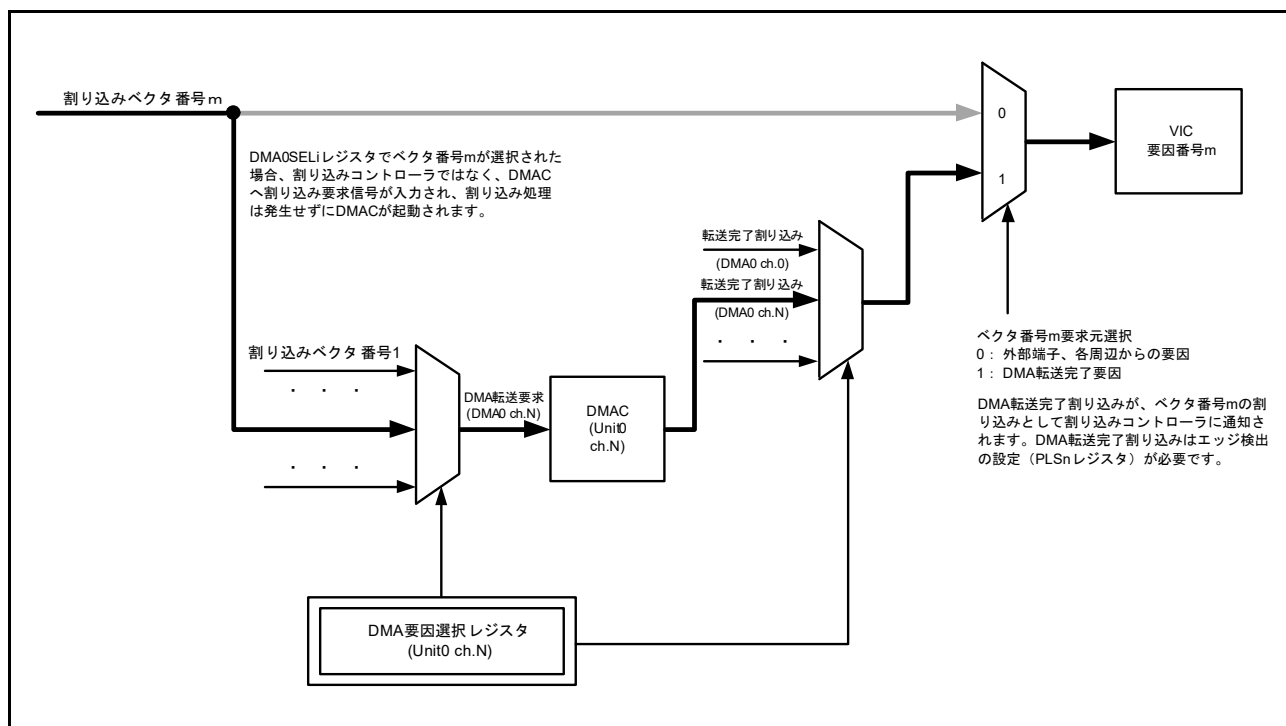 割り込みベクタ番号m
0
VIC
要因番号m
DMA0SELiレジスタでベクタ番号mが選択された
場合、割り込みコントローラではなく、DMAC
へ割り込み要求信号が入力され、割り込み処理
は発生せずにDMACが起動されます。
1
転送完了割り込み
(DMA0 ch.0)
転送完了割り込み
(DMA0 ch.N)
・ ・ ・
ベクタ番号m要求元選択
0： 外部端子、各周辺からの要因
1： DMA転送完了要因
DMA転送完了割り込みが、ベクタ番号mの割
り込みとして割り込みコントローラに通知さ
れます。DMA転送完了割り込みはエッジ検出
の設定（PLSnレジスタ）が必要です。
割り込みベクタ番号1
・ ・ ・
・ ・ ・
DMA転送要求
(DMA0 ch.N)
DMAC
(Unit0
ch.N)
DMA要因選択レジスタ
(Unit0 ch.N)